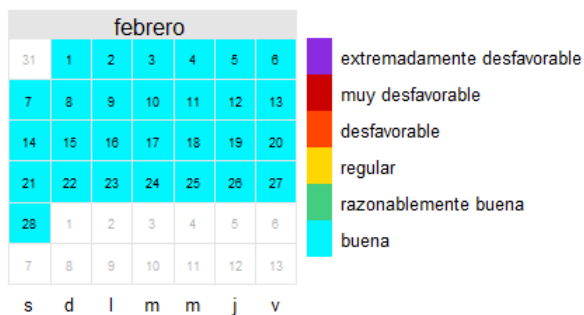 febrero
31 1 2 3 4 5 6
7 8 9 10 11 12 13
14 15 16 17 18 19 20
21 22 23 24 25 26 27
28 1 2 3 4 5 6
7 8 9 10 11 12 13
s d l m m j v
extremadamente desfavorable
muy desfavorable
desfavorable
regular
razonablemente buena
buena